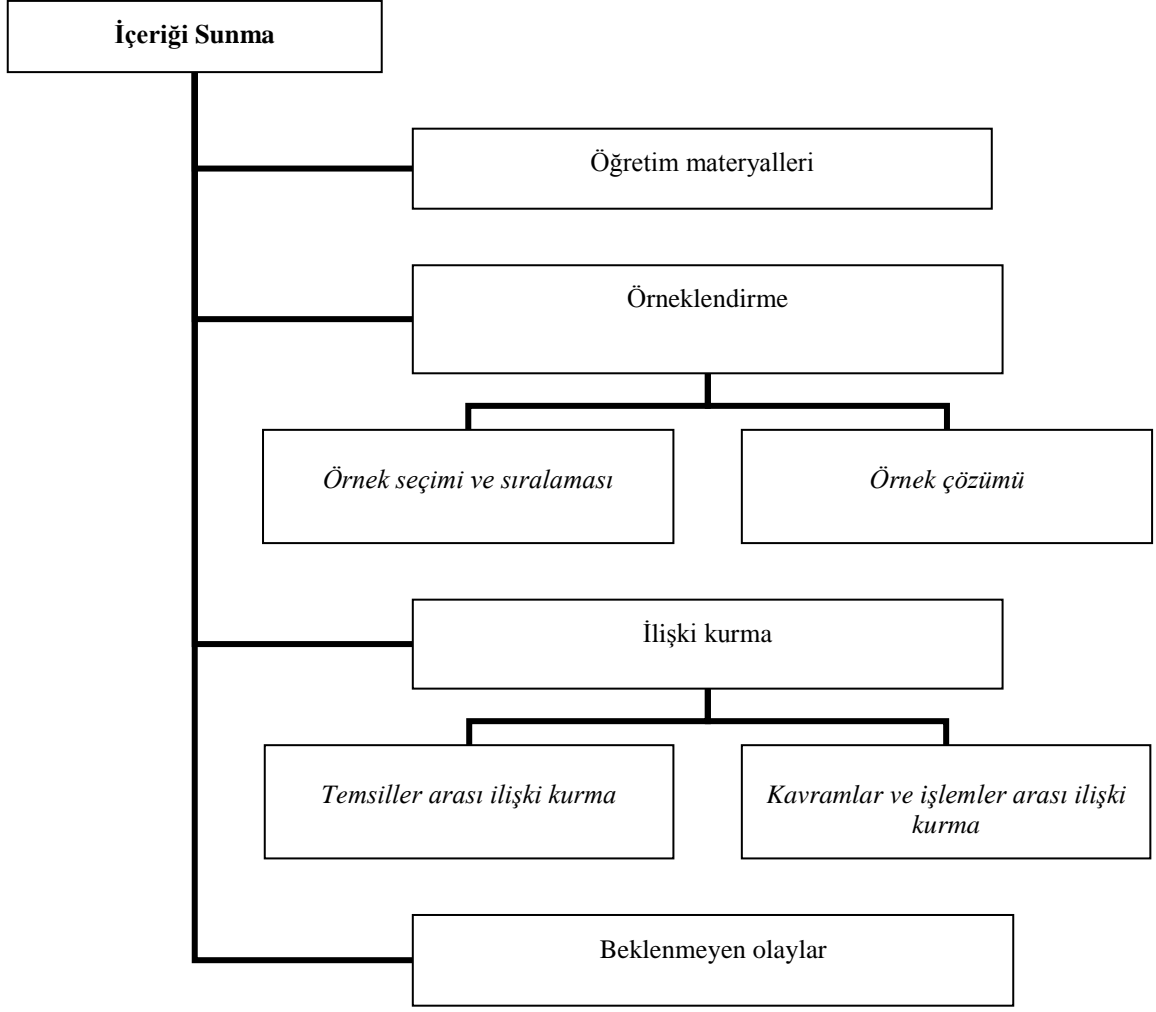 İçeriği Sunma
Öğretim materyalleri
Örneklendirme
Örnek seçimi ve sıralaması
Örnek çözümü
İlişki kurma
Temsiller arası ilişki kurma
Kavramlar ve işlemler arası ilişki
kurma
Beklenmeyen olaylar